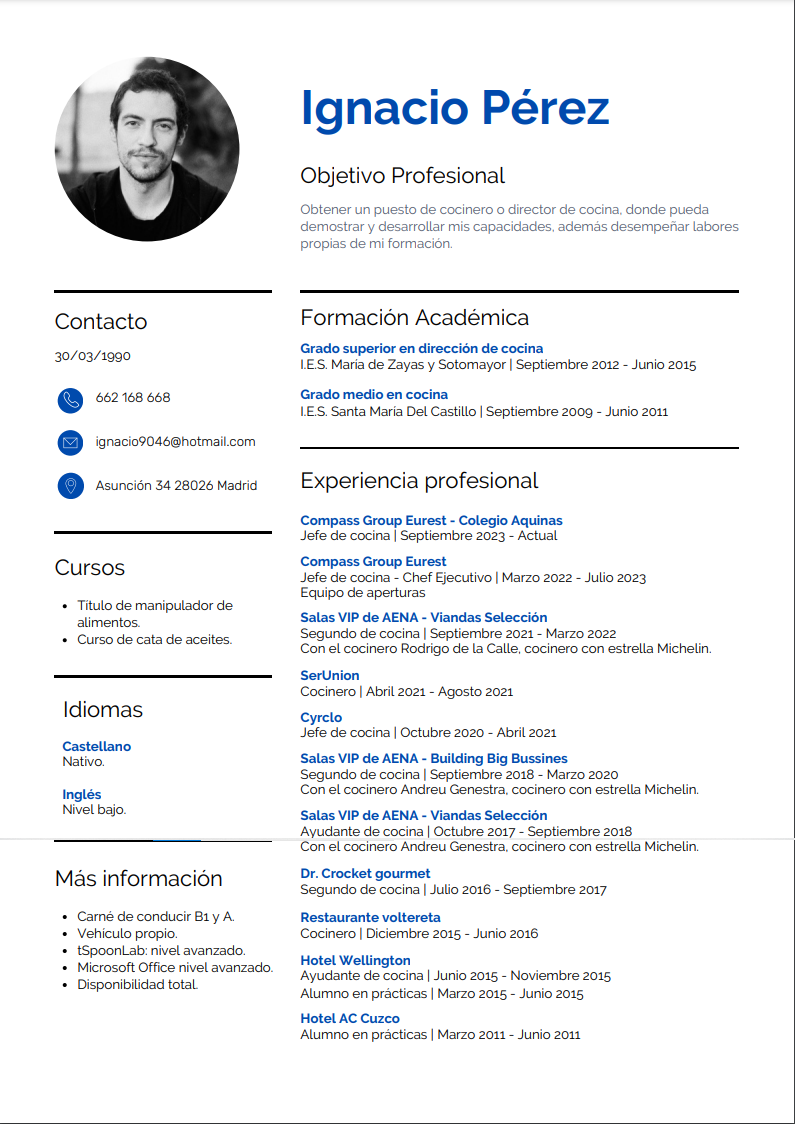 Ignacio Pérez
Objetivo Profesional
Obtener un puesto de cocinero o director de cocina, donde pueda
demostrar y desarrollar mis capacidades, además desempeñar labores
propias de mi formación.
Contacto
30/03/1990
662 168 668
ignacio9046@hotmail.com
Asunción 34 28026 Madrid
Cursos
• Título de manipulador de
alimentos.
• Curso de cata de aceites.
Idiomas
Castellano
Nativo.
Inglés
Nivel bajo.
Más información
• Carné de conducir B1 y A.
• Vehículo propio.
• tSpoonLab: nivel avanzado.
• Microsoft Office nivel avanzado.
• Disponibilidad total.
Formación Académica
Grado superior en dirección de cocina
I.E.S. María de Zayas y Sotomayor | Septiembre 2012 - Junio 2015
Grado medio en cocina
I.E.S. Santa María Del Castillo | Septiembre 2009 - Junio 2011
Experiencia profesional
Compass Group Eurest - Colegio Aquinas
Jefe de cocina | Septiembre 2023 - Actual
Compass Group Eurest
Jefe de cocina - Chef Ejecutivo | Marzo 2022 - Julio 2023
Equipo de aperturas
Salas VIP de AENA - Viandas Selección
Segundo de cocina | Septiembre 2021 - Marzo 2022
Con el cocinero Rodrigo de la Calle, cocinero con estrella Michelin.
SerUnion
Cocinero | Abril 2021 - Agosto 2021
Cyrclo
Jefe de cocina | Octubre 2020 - Abril 2021
Salas VIP de AENA - Building Big Bussines
Segundo de cocina | Septiembre 2018 - Marzo 2020
Con el cocinero Andreu Genestra, cocinero con estrella Michelin.
Salas VIP de AENA - Viandas Selección
Ayudante de cocina | Octubre 2017 - Septiembre 2018
Con el cocinero Andreu Genestra, cocinero con estrella Michelin.
Dr. Crocket gourmet
Segundo de cocina | Julio 2016 - Septiembre 2017
Restaurante voltereta
Cocinero | Diciembre 2015 - Junio 2016
Hotel Wellington
Ayudante de cocina | Junio 2015 - Noviembre 2015
Alumno en prácticas | Marzo 2015 - Junio 2015
Hotel AC Cuzco
Alumno en prácticas | Marzo 2011 - Junio 2011